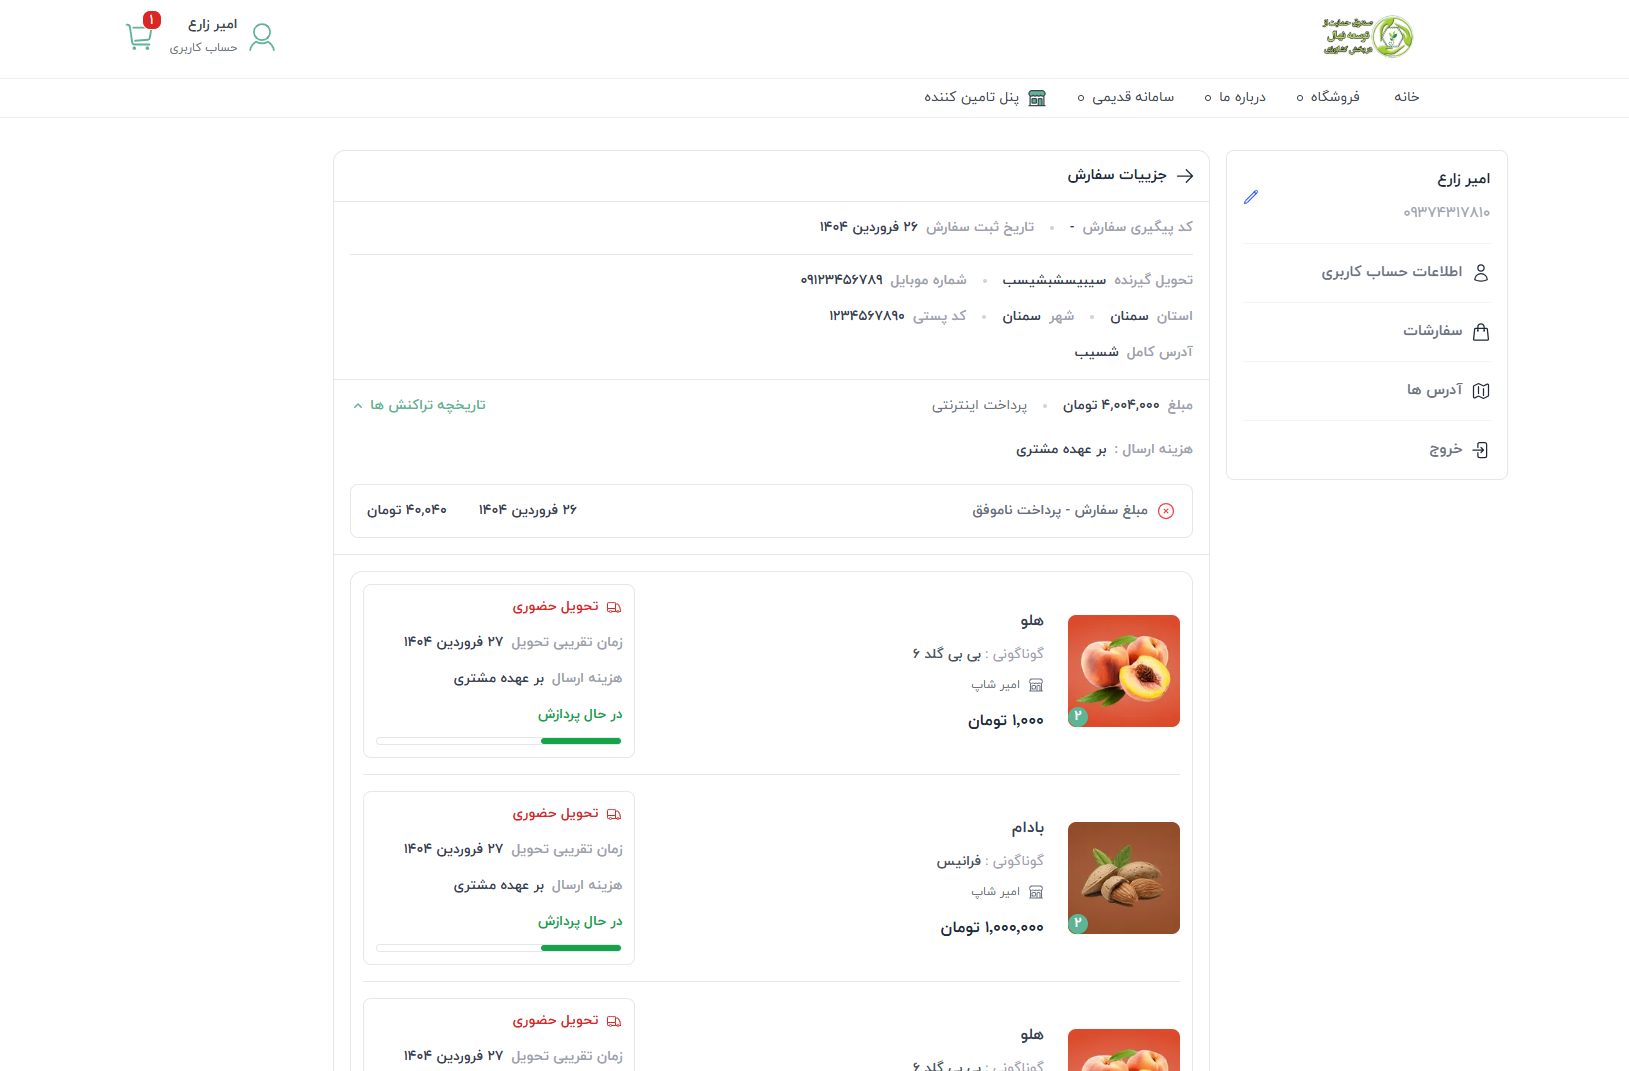 صندوق حمایت از
توسعه نهال
در بخش کشاورزی
امیر زارع
حساب کاربری
۱
خانه
فروشگاه
درباره ما
سامانه قدیمی
پنل تامین کننده
امیر زارع
۰۹۳۷۴۳۱۷۸۱۰
اطلاعات حساب کاربری
سفارشات
آدرس ها
خروج
جزییات سفارش
کد پیگیری سفارش - تاریخ ثبت سفارش ۲۶ فروردین ۱۴۰۴
تحویل گیرنده سیبیسشبشیسب شماره موبایل ۰۹۱۲۳۴۵۶۷۸۹
استان سمنان شهر سمنان کد پستی ۱۲۳۴۵۶۷۸۹۰
آدرس کامل شسیب
مبلغ ۴,۰۰۴,۰۰۰ تومان پرداخت اینترنتی تاریخچه تراکنش ها
هزینه ارسال : بر عهده مشتری
مبلغ سفارش - پرداخت ناموفق ۲۶ فروردین ۱۴۰۴ ۴۰,۰۴۰ تومان
هلو
گوناگونی : بی بی گلد ۶
امیر شاپ
۱,۰۰۰ تومان
۲
تحویل حضوری
زمان تقریبی تحویل ۲۷ فروردین ۱۴۰۴
هزینه ارسال بر عهده مشتری
در حال پردازش
بادام
گوناگونی : فرانیس
امیر شاپ
۱,۰۰۰,۰۰۰ تومان
۲
تحویل حضوری
زمان تقریبی تحویل ۲۷ فروردین ۱۴۰۴
هزینه ارسال بر عهده مشتری
در حال پردازش
هلو
گوناگونی : بی بی گلد ۶
تحویل حضوری
زمان تقریبی تحویل ۲۷ فروردین ۱۴۰۴